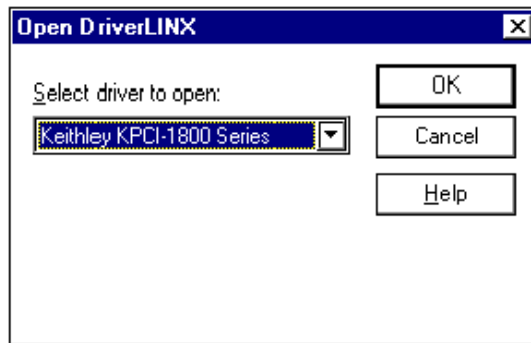 Open DriverLINX
Select driver to open:
Keithley KPCI-1800 Series
OK
Cancel
Help